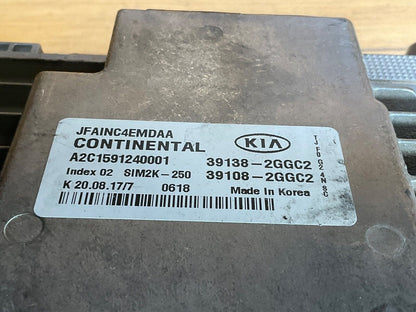 JFAINC4EMDAA
CONTINENTAL KIA
A2C1591240001 39138-2GGC2
Index 02 SIM2K-250 39108-2GGC2
K 20.08.17/7 0618 Made in Korea